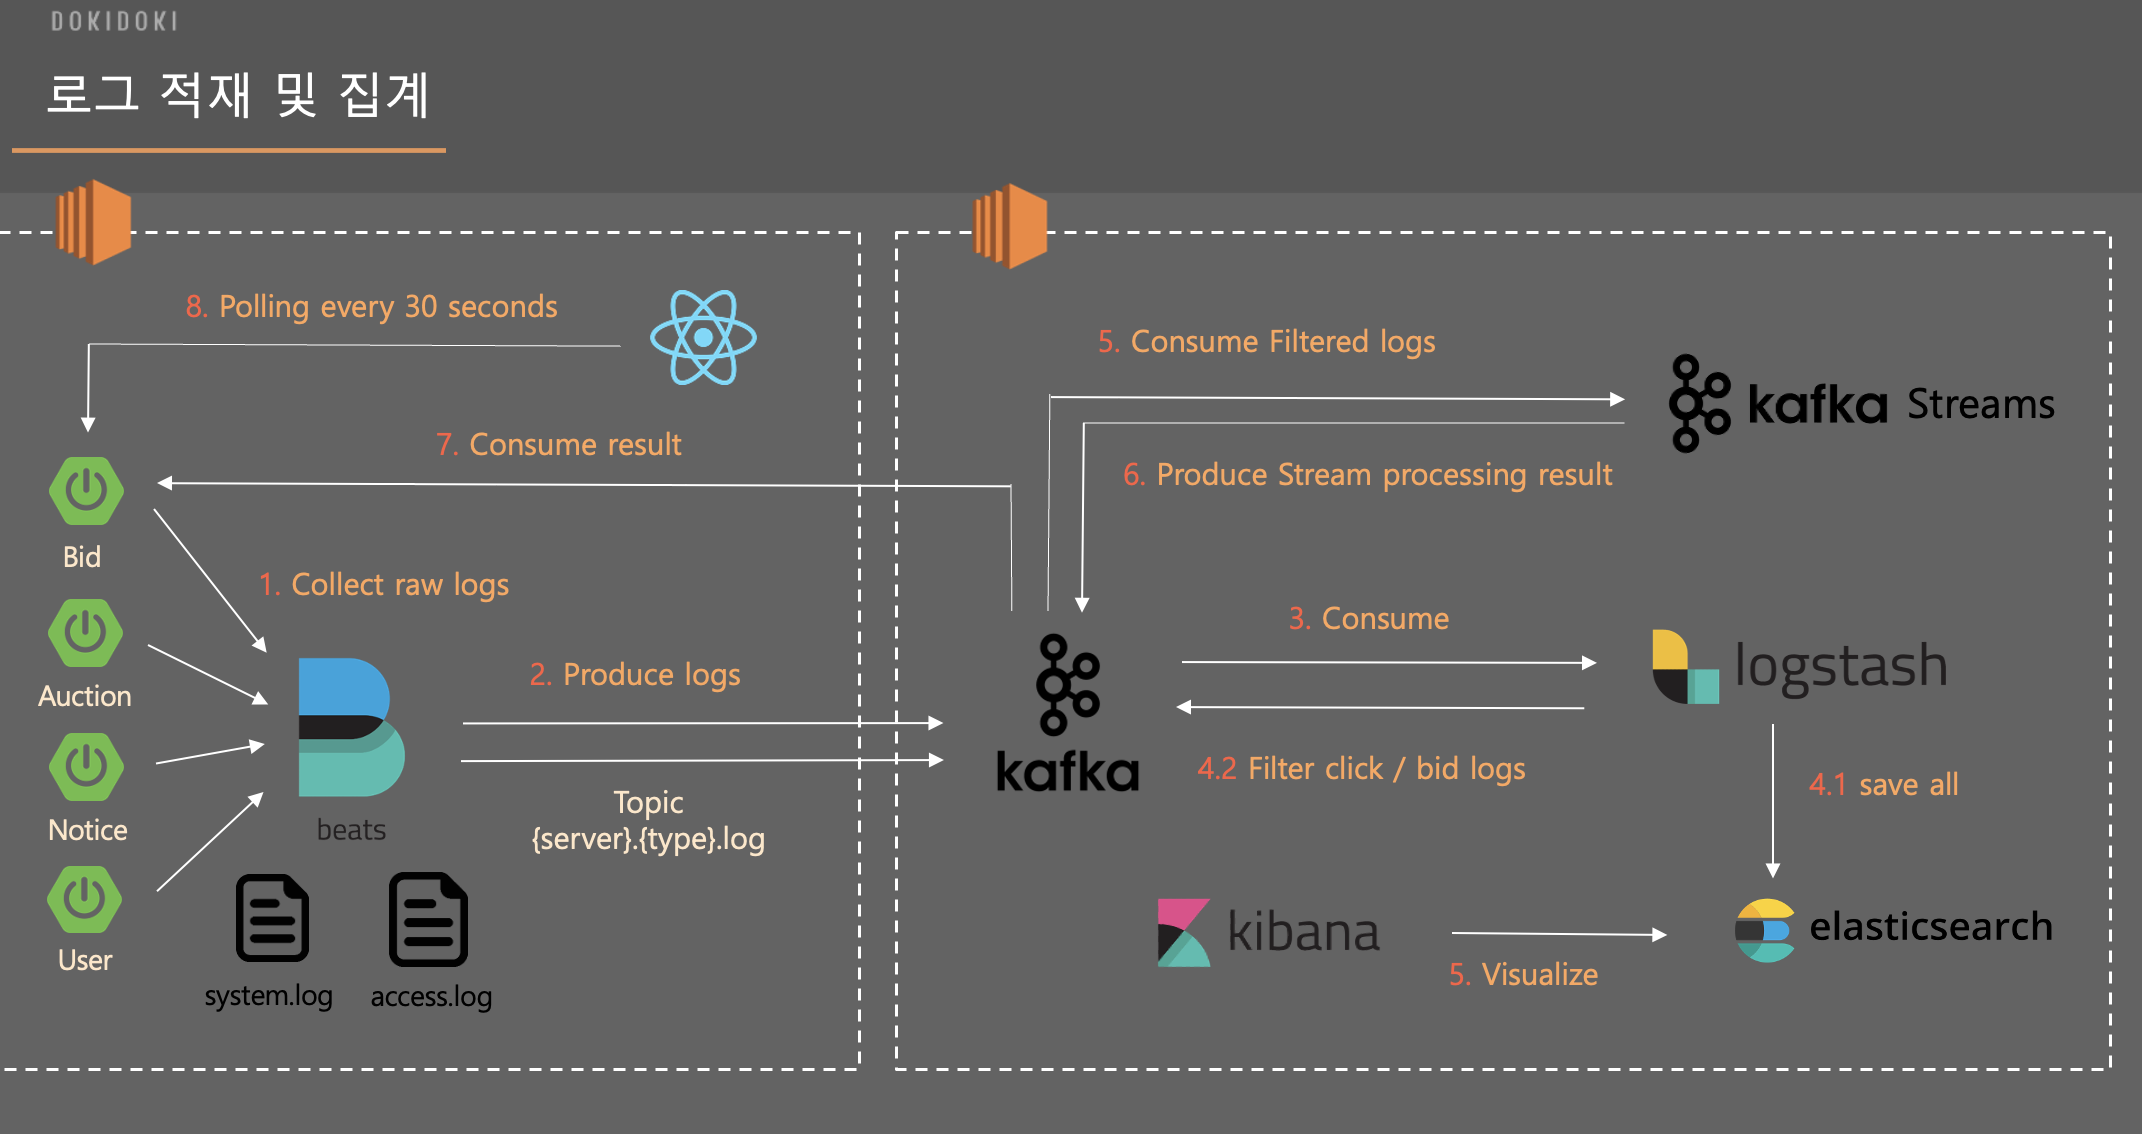 DOKIDOKI
로그 적재 및 집계
8. Polling every 30 seconds
7. Consume result
Bid
1. Collect raw logs
Auction
Notice
User
beats
system.log
access.log
2. Produce logs
Topic
{server}.{type}.log
5. Consume Filtered logs
kafka Streams
6. Produce Stream processing result
kafka
3. Consume
logstash
4.2 Filter click / bid logs
4.1 save all
kibana
5. Visualize
elasticsearch